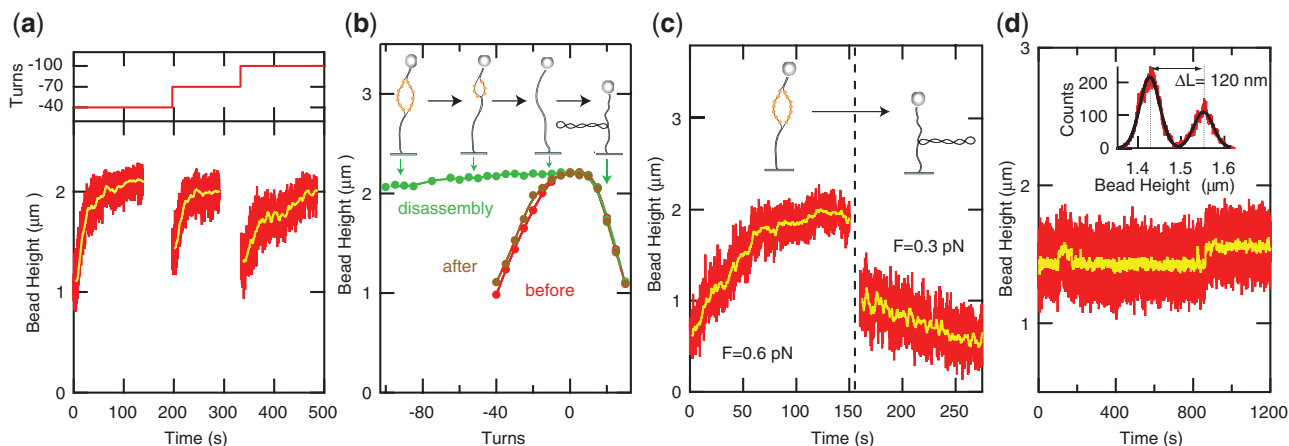 (a)
Turns
-100
-70
-40
Bead Height (μm)
3
2
1
0
0 100 200 300 400 500
Time (s)
(b)
Bead Height (μm)
3
2
1
0
disassembly
after
before
-80 -40 0
Turns
(c)
Bead Height (μm)
4
3
2
1
0
F=0.3 pN
F=0.6 pN
0 50 100 150 200 250
Time (s)
(d)
Bead Height (μm)
3
2
1
Counts
200
100
0
ΔL= 120 nm
1.4 1.5 1.6
Bead Height (μm)
0 400 800 1200
Time (s)